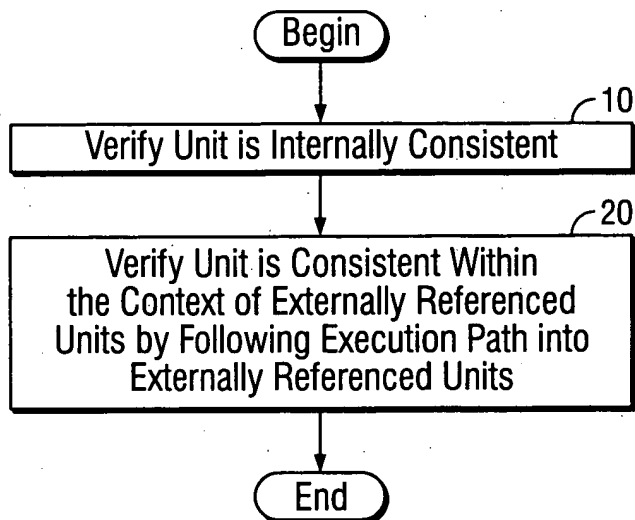 Begin
10
Verify Unit is Internally Consistent
20
Verify Unit is Consistent Within
the Context of Externally Referenced
Units by Following Execution Path into
Externally Referenced Units
End